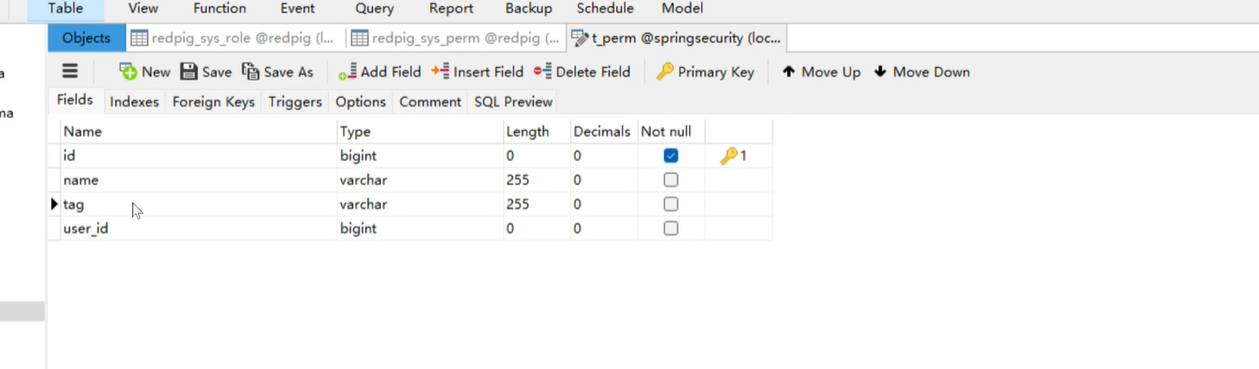 Table View Function Event Query Report Backup Schedule Model
Objects redpig_sys_role @redpig (l... redpig_sys_perm @redpig (... t_perm @springsecurity (loc...
New Save Save As Add Field Insert Field Delete Field Primary Key Move Up Move Down
a
Fields Indexes Foreign Keys Triggers Options Comment SQL Preview
ma
Name Type Length Decimals Not null
id bigint 0 0 1
name varchar 255 0
tag varchar 255 0
user_id bigint 0 0